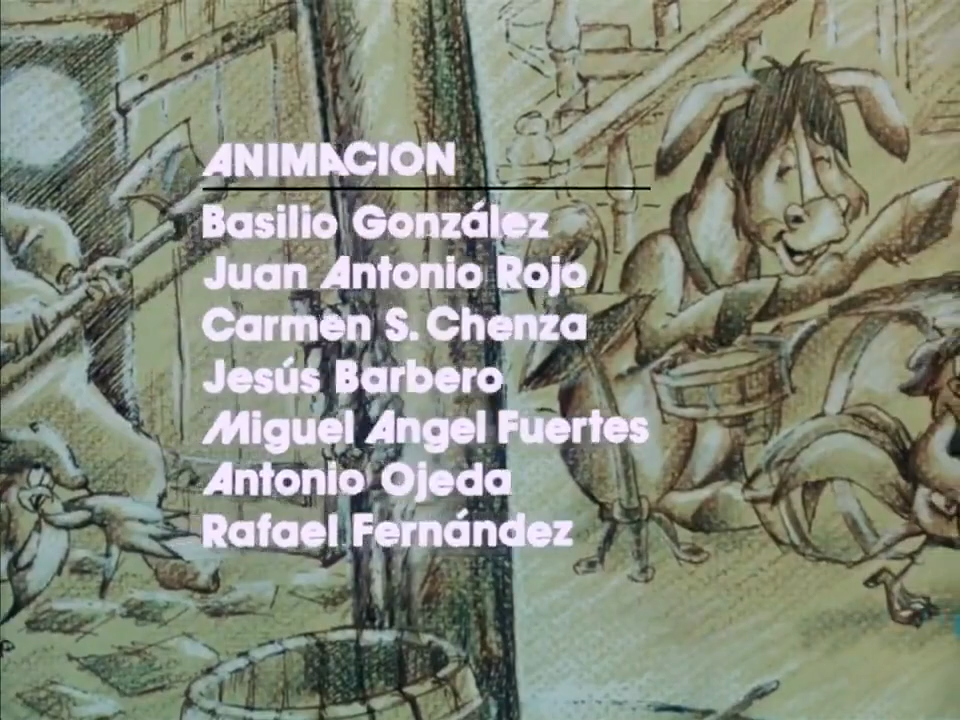 ANIMACION
Basilio González
Juan Antonio Rojo
Carmen S. Chenza
Jesús Barbero
Miguel Angel Fuertes
Antonio Ojeda
Rafael Fernández